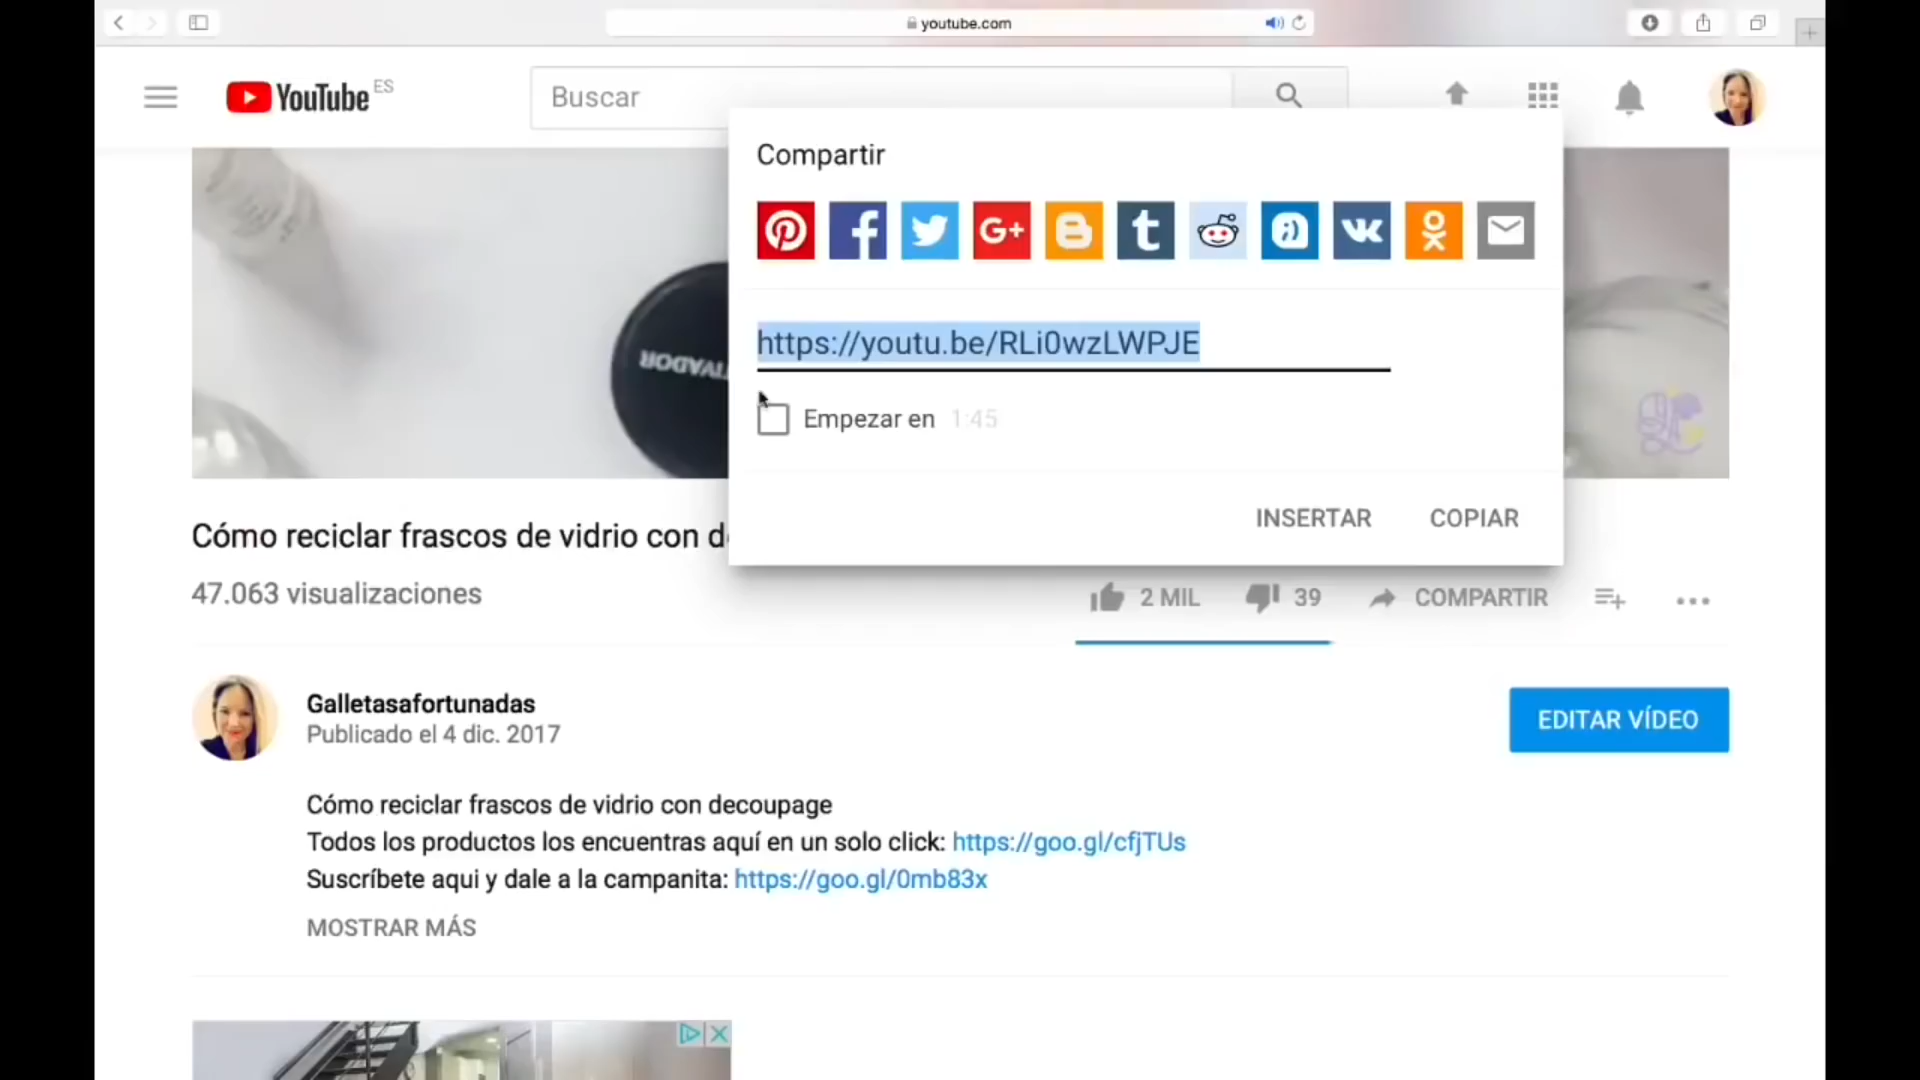 youtube.com
YouTube ES
Buscar
Compartir
G+
https://youtu.be/RLi0wzLWPJE
Empezar en 1:45
INSERTAR COPIAR
Cómo reciclar frascos de vidrio con d
47.063 visualizaciones
2 MIL 39 COMPARTIR
Galletasafortunadas
Publicado el 4 dic. 2017
EDITAR VÍDEO
Cómo reciclar frascos de vidrio con decoupage
Todos los productos los encuentras aquí en un solo click: https://goo.gl/cfjTUs
Suscríbete aqui y dale a la campanita: https://goo.gl/0mb83x
MOSTRAR MÁS